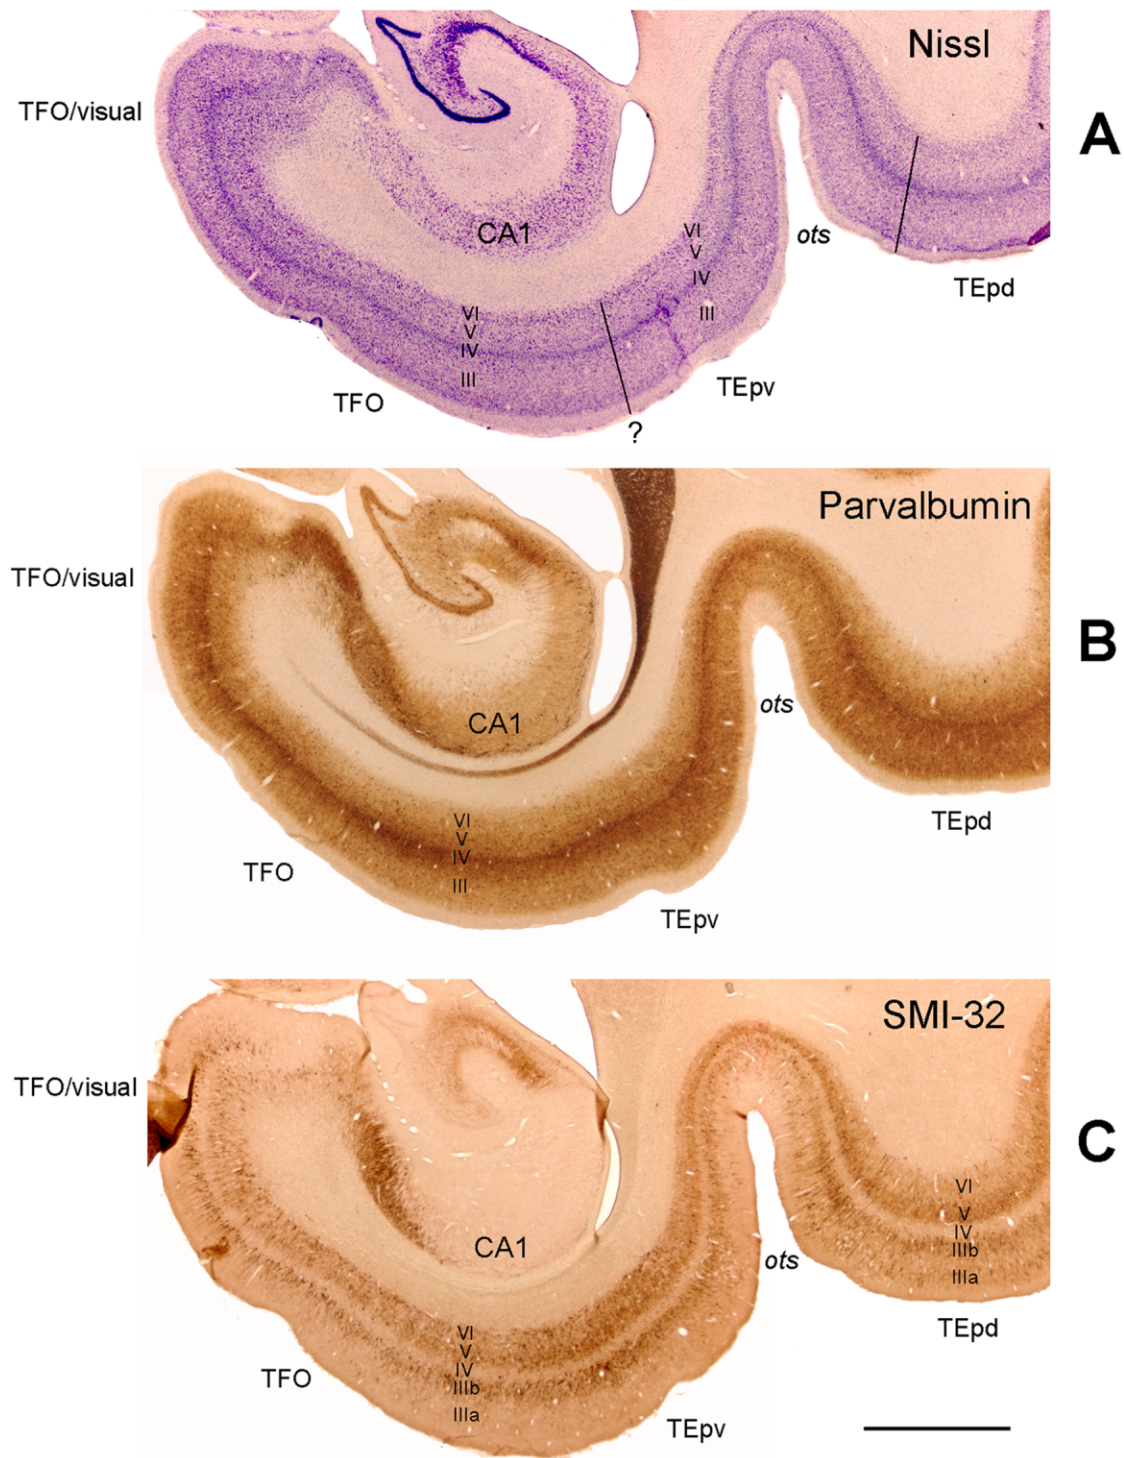 Nissl
A
TFO/visual
CA1
VI
V
IV
III
ots
TEpd
VI
V
IV
III
TEpv
TFO
?
Parvalbumin
B
TFO/visual
ots
CA1
TEpd
VI
V
IV
III
TFO
TEpv
SMI-32
C
TFO/visual
VI
V
IV
IIIb
IIIa
CA1
ots
TEpd
VI
V
IV
IIIb
IIIa
TFO
TEpv